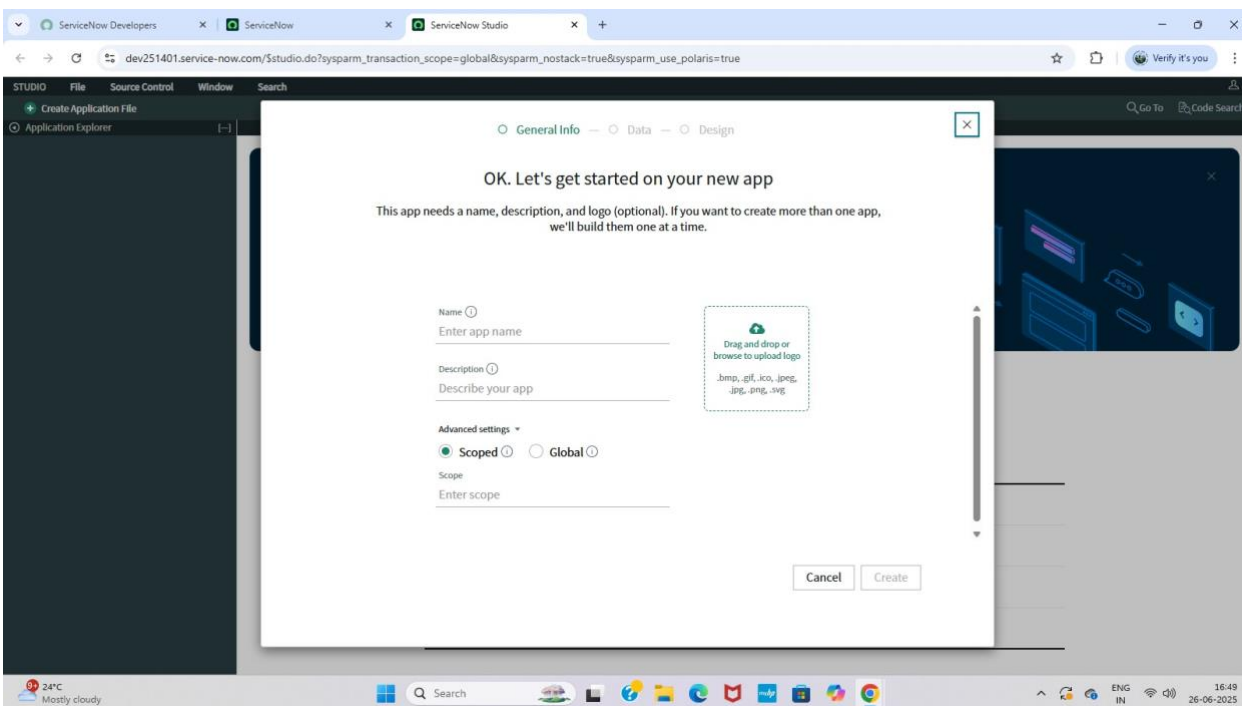 ServiceNow Developers
ServiceNow
ServiceNow Studio
dev251401.service-now.com/$studio.do?sysparm_transaction_scope=global&sysparm_nostack=true&sysparm_use_polaris=true
Verify it's you
STUDIO File Source Control Window Search
Create Application File
Go To Code Search
Application Explorer
General Info Data Design
OK. Let's get started on your new app
This app needs a name, description, and logo (optional). If you want to create more than one app,
we'll build them one at a time.
Name
Enter app name
Drag and drop or
browse to upload logo
.bmp, .gif, .ico, .jpeg,
.jpg, .png, .svg
Description
Describe your app
Advanced settings
Scoped Global
Scope
Enter scope
Cancel Create
9+
24°C
Mostly cloudy
Search
ENG
IN
16:49
26-06-2025